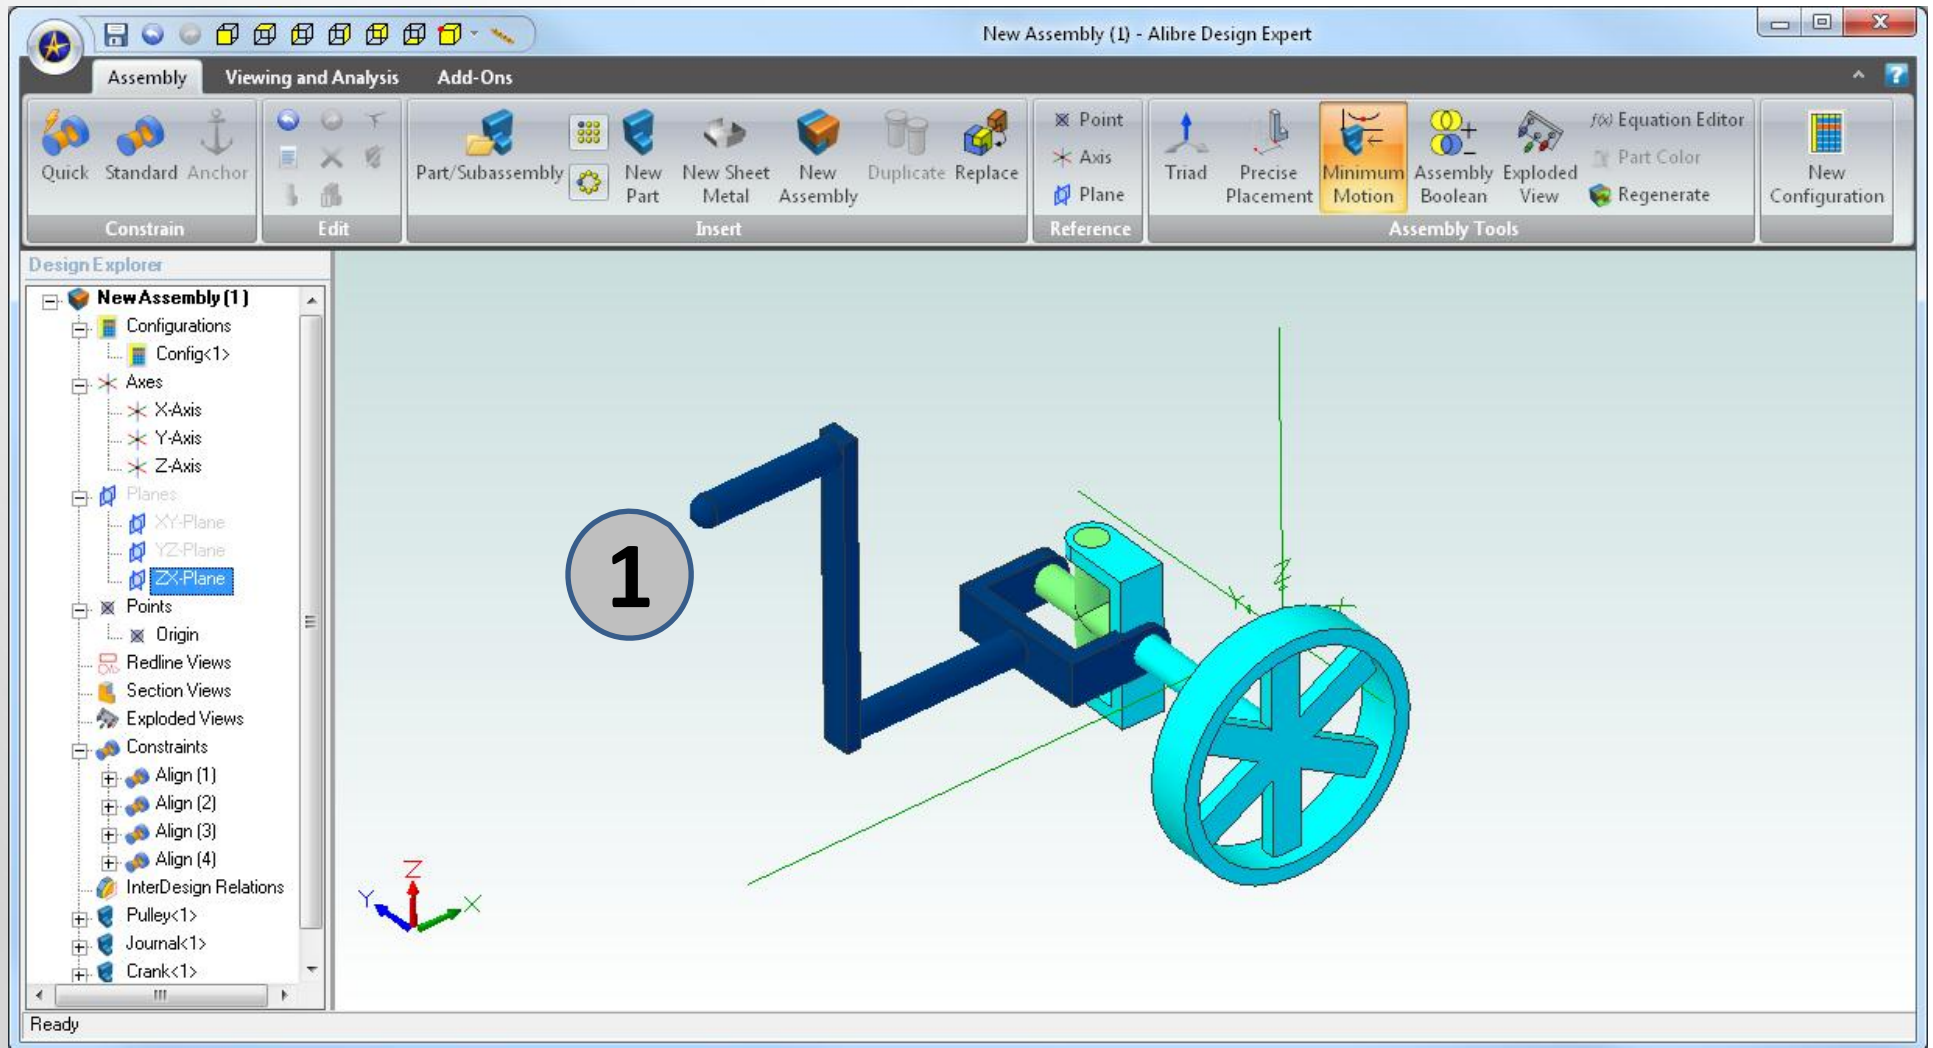 New Assembly (1) - Alibre Design Expert
Assembly Viewing and Analysis Add-Ons
Quick Standard Anchor
Constrain
Edit
Part/Subassembly
New Part
New Sheet Metal
New Assembly
Duplicate Replace
Insert
Point
Axis
Plane
Reference
Triad
Precise Placement
Minimum Motion
Assembly Boolean
Exploded View
f(x) Equation Editor
Part Color
Regenerate
Assembly Tools
New Configuration
Design Explorer
New Assembly (1)
Configurations
Config<1>
Axes
X-Axis
Y-Axis
Z-Axis
Planes
XY-Plane
YZ-Plane
ZX-Plane
Points
Origin
Redline Views
Section Views
Exploded Views
Constraints
Align (1)
Align (2)
Align (3)
Align (4)
InterDesign Relations
Pulley<1>
Journal<1>
Crank<1>
1
Z
Y X
Z
Y X
Ready